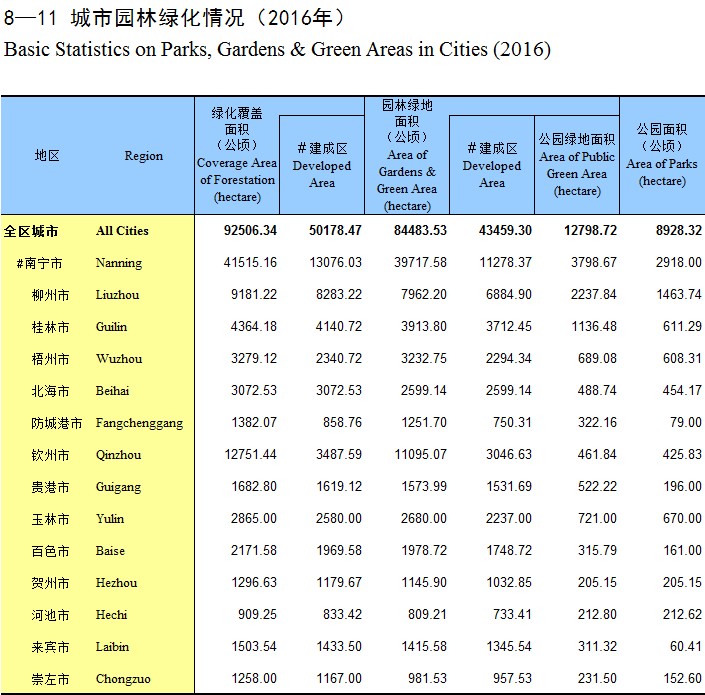 8—11 城市园林绿化情况（2016年）
Basic Statistics on Parks, Gardens & Green Areas in Cities (2016)
地区 Region 绿化覆盖面积（公顷） Coverage Area of Forestation (hectare) #建成区 Developed Area 园林绿地面积（公顷） Area of Gardens & Green Area (hectare) #建成区 Developed Area 公园绿地面积 Area of Public Green Area (hectare) 公园面积（公顷） Area of Parks (hectare)
全区城市 All Cities 92506.34 50178.47 84483.53 43459.30 12798.72 8928.32
#南宁市 Nanning 41515.16 13076.03 39717.58 11278.37 3798.67 2918.00
柳州市 Liuzhou 9181.22 8283.22 7962.20 6884.90 2237.84 1463.74
桂林市 Guilin 4364.18 4140.72 3913.80 3712.45 1136.48 611.29
梧州市 Wuzhou 3279.12 2340.72 3232.75 2294.34 689.08 608.31
北海市 Beihai 3072.53 3072.53 2599.14 2599.14 488.74 454.17
防城港市 Fangchenggang 1382.07 858.76 1251.70 750.31 322.16 79.00
钦州市 Qinzhou 12751.44 3487.59 11095.07 3046.63 461.84 425.83
贵港市 Guigang 1682.80 1619.12 1573.99 1531.69 522.22 196.00
玉林市 Yulin 2865.00 2580.00 2680.00 2237.00 721.00 670.00
百色市 Baise 2171.58 1969.58 1978.72 1748.72 315.79 161.00
贺州市 Hezhou 1296.63 1179.67 1145.90 1032.85 205.15 205.15
河池市 Hechi 909.25 833.42 809.21 733.41 212.80 212.62
来宾市 Laibin 1503.54 1433.50 1415.58 1345.54 311.32 60.41
崇左市 Chongzuo 1258.00 1167.00 981.53 957.53 231.50 152.60